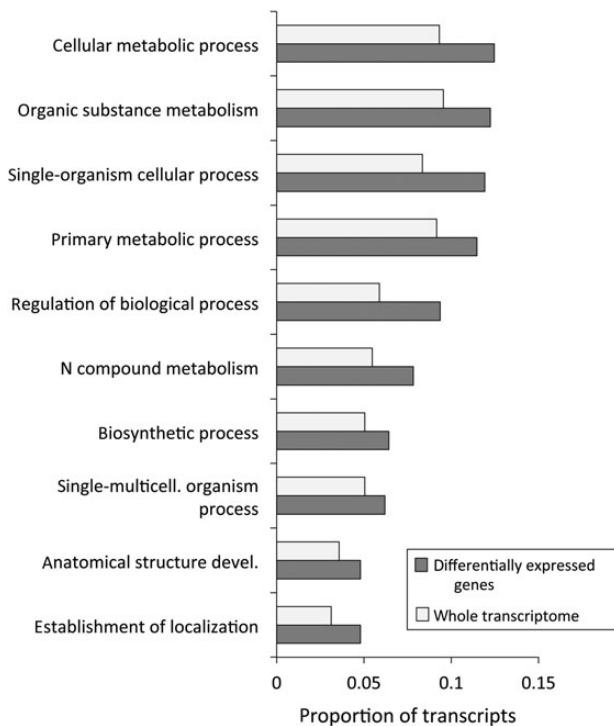 Cellular metabolic process
Organic substance metabolism
Single-organism cellular process
Primary metabolic process
Regulation of biological process
N compound metabolism
Biosynthetic process
Single-multicell. organism
process
Anatomical structure devel.
Establishment of localization
Differentially expressed
genes
Whole transcriptome
0 0.05 0.1 0.15
Proportion of transcripts